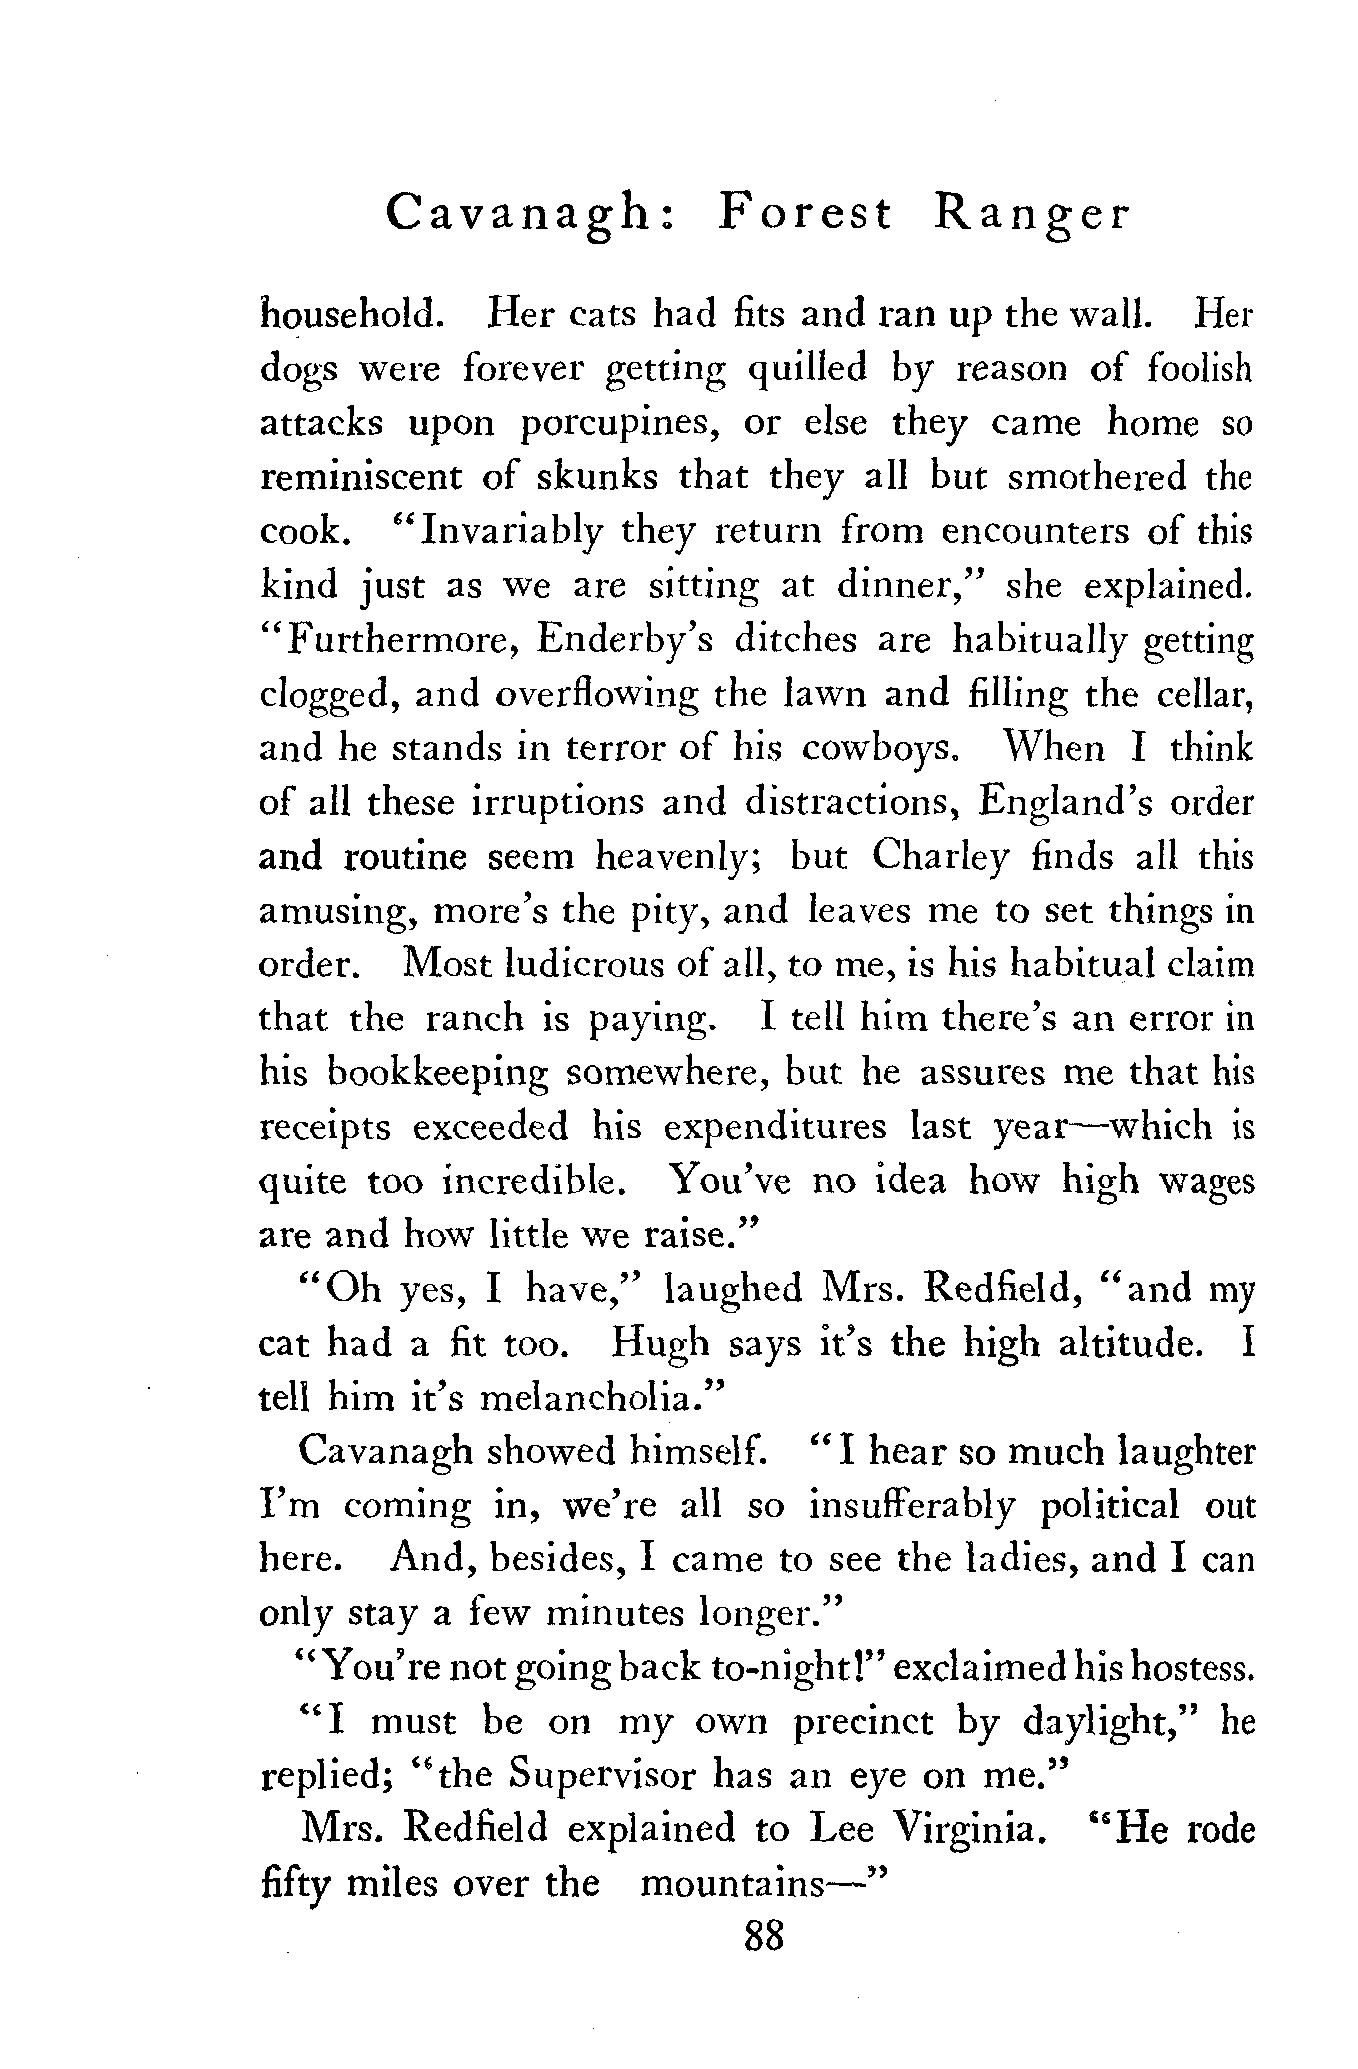 Cavanagh: Forest Ranger
household. Her cats had fits and ran up the wall. Her
dogs were forever getting quilled by reason of foolish
attacks upon porcupines, or else they came home so
reminiscent of skunks that they all but smothered the
cook. "Invariably they return from encounters of this
kind just as we are sitting at dinner," she explained.
"Furthermore, Enderby's ditches are habitually getting
clogged, and overflowing the lawn and filling the cellar,
and he stands in terror of his cowboys. When I think
of all these irruptions and distractions, England's order
and routine seem heavenly; but Charley finds all this
amusing, more's the pity, and leaves me to set things in
order. Most ludicrous of all, to me, is his habitual claim
that the ranch is paying. I tell him there's an error in
his bookkeeping somewhere, but he assures me that his
receipts exceeded his expenditures last year—which is
quite too incredible. You've no idea how high wages
are and how little we raise."
"Oh yes, I have," laughed Mrs. Redfield, "and my
cat had a fit too. Hugh says it's the high altitude. I
tell him it's melancholia."
Cavanagh showed himself. "I hear so much laughter
I'm coming in, we're all so insufferably political out
here. And, besides, I came to see the ladies, and I can
only stay a few minutes longer."
"You're not going back to-night!" exclaimed his hostess.
"I must be on my own precinct by daylight," he
replied; "the Supervisor has an eye on me."
Mrs. Redfield explained to Lee Virginia. "He rode
fifty miles over the mountains—"
88